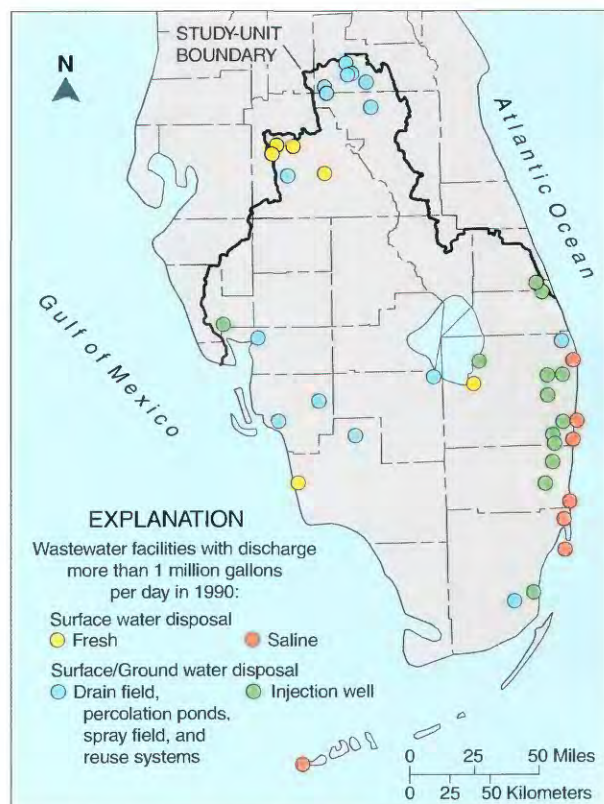 STUDY-UNIT
BOUNDARY
N
Atlantic Ocean
Gulf of Mexico
EXPLANATION
Wastewater facilities with discharge
more than 1 million gallons
per day in 1990:
Surface water disposal
Fresh
Saline
Surface/Ground water disposal
Drain field,
percolation ponds,
spray field, and
reuse systems
Injection well
0 25 50 Miles
0 25 50 Kilometers